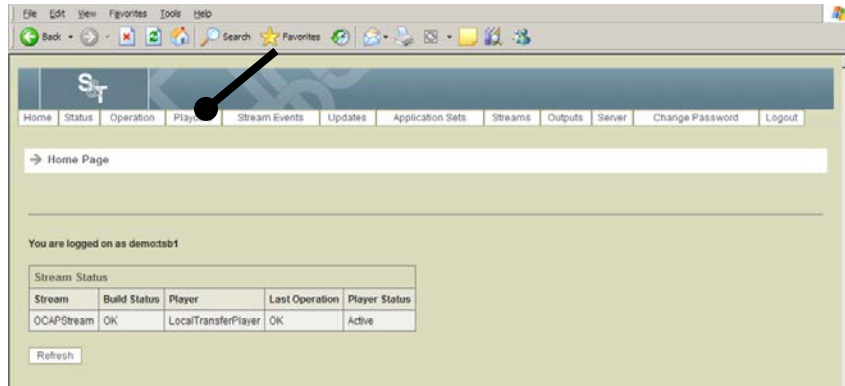 File Edit View Favorites Tools Help
Back Search Favorites
S&T
Home Status Operation Stream Events Updates Application Sets Streams Outputs Server Change Password Logout
Home Page
You are logged on as demo:tsb1
Stream Status
Stream Build Status Player Last Operation Player Status
OCAPStream OK LocalTransferPlayer OK Active
Refresh